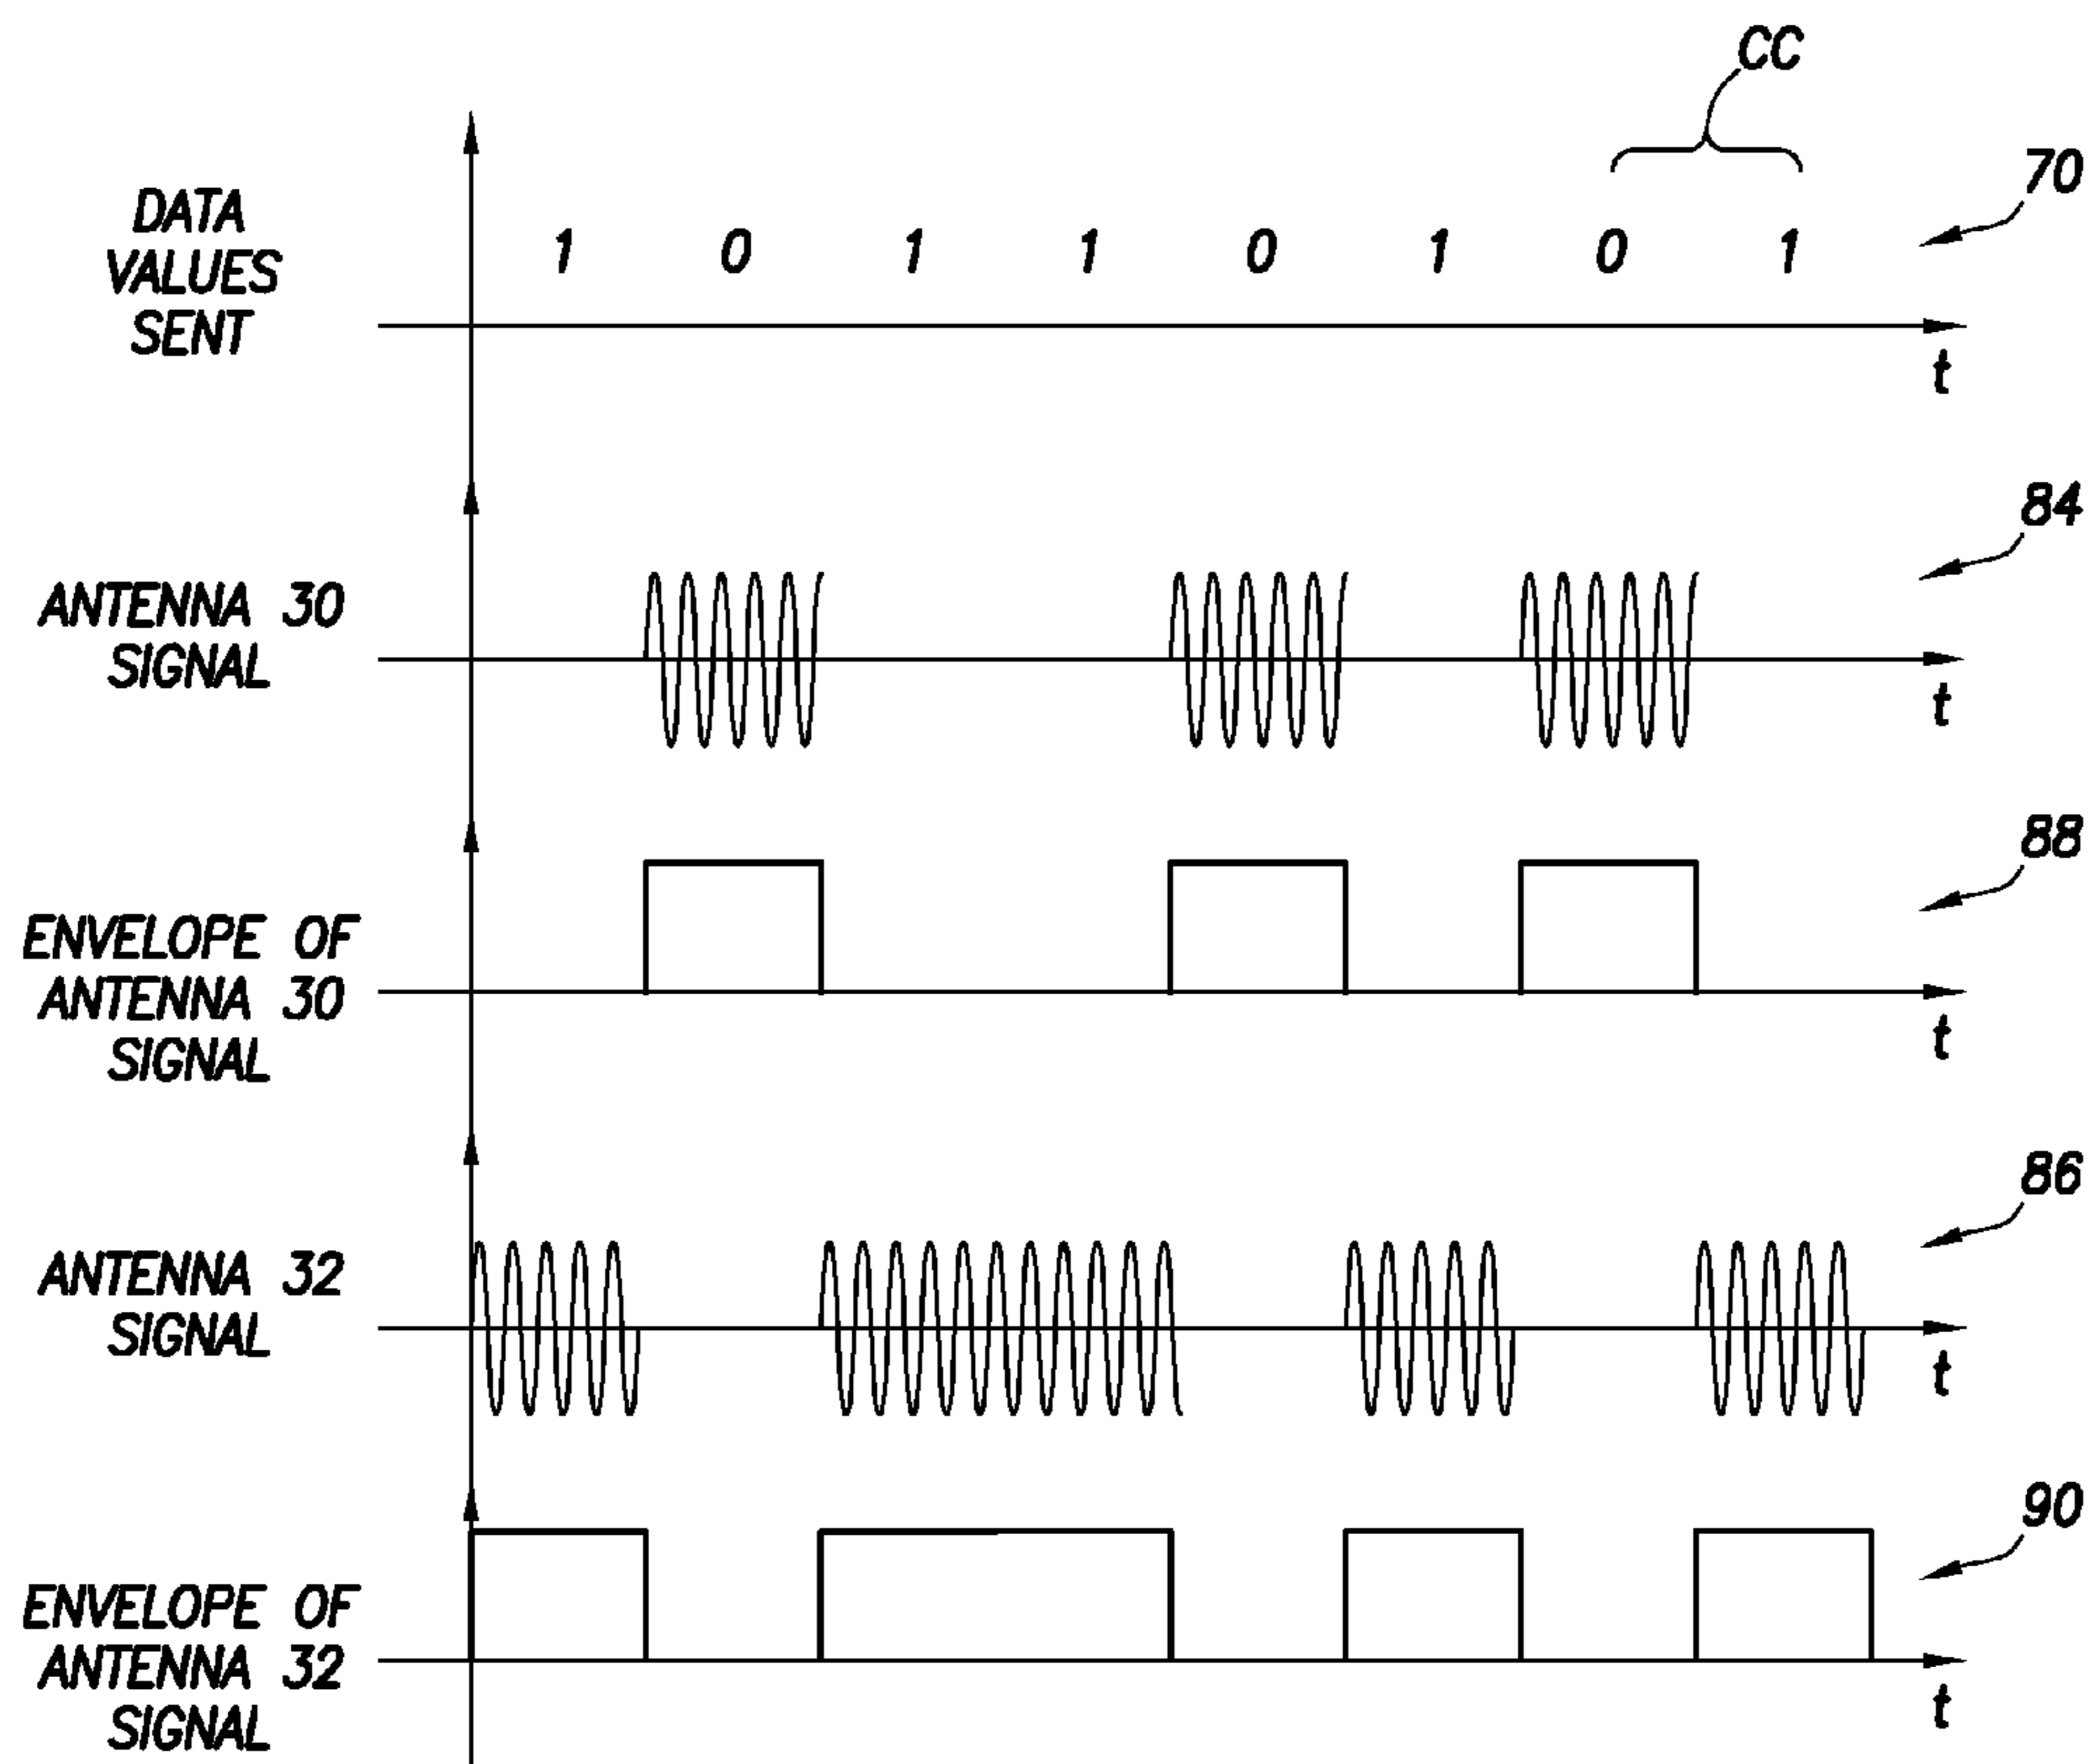 CC
70
DATA
VALUES
SENT
1 0 1 1 0 1 0 1
t
84
ANTENNA 30
SIGNAL
t
88
ENVELOPE OF
ANTENNA 30
SIGNAL
t
86
ANTENNA 32
SIGNAL
t
90
ENVELOPE OF
ANTENNA 32
SIGNAL
t